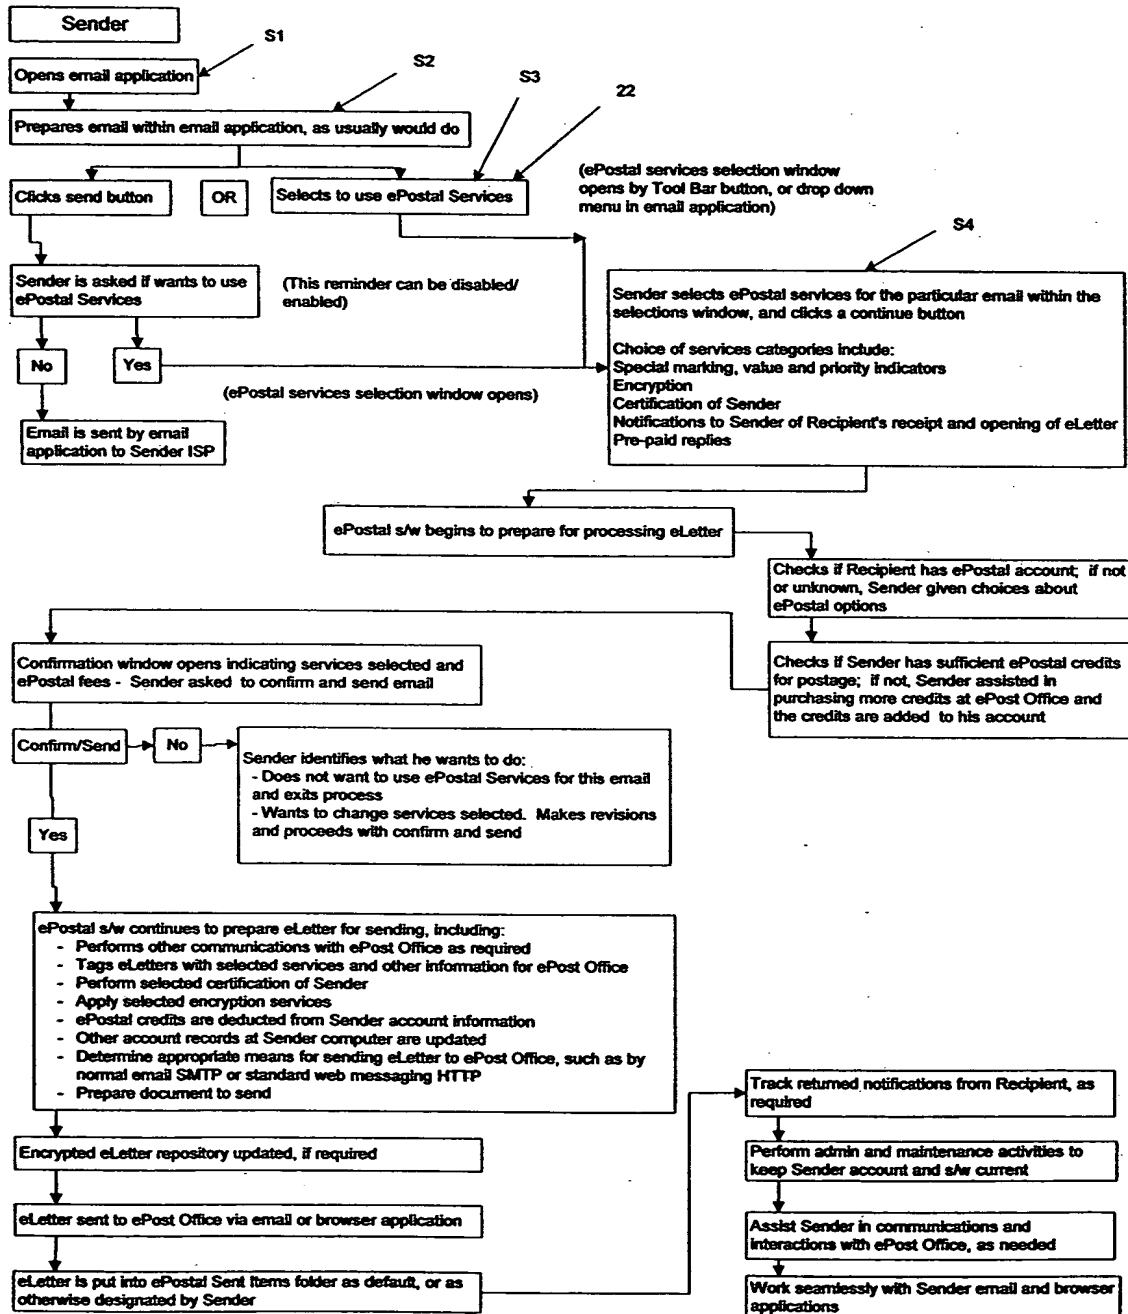 Sender
S1
Opens email application
S2
S3
22
Prepares email within email application, as usually would do
Clicks send button
OR
Selects to use ePostal Services
(ePostal services selection window
opens by Tool Bar button, or drop down
menu in email application)
S4
Sender is asked if wants to use
ePostal Services
(This reminder can be disabled/
enabled)
No
Yes
(ePostal services selection window opens)
Email is sent by email
application to Sender ISP
Sender selects ePostal services for the particular email within the
selections window, and clicks a continue button
Choice of services categories include:
Special marking, value and priority indicators
Encryption
Certification of Sender
Notifications to Sender of Recipient's receipt and opening of eLetter
Pre-paid replies
ePostal s/w begins to prepare for processing eLetter
Checks if Recipient has ePostal account; if not
or unknown, Sender given choices about
ePostal options
Checks if Sender has sufficient ePostal credits
for postage; if not, Sender assisted in
purchasing more credits at ePost Office and
the credits are added to his account
Confirmation window opens indicating services selected and
ePostal fees - Sender asked to confirm and send email
Confirm/Send
No
Sender identifies what he wants to do:
- Does not want to use ePostal Services for this email
and exits process
- Wants to change services selected. Makes revisions
and proceeds with confirm and send
Yes
ePostal s/w continues to prepare eLetter for sending, including:
- Performs other communications with ePost Office as required
- Tags eLetters with selected services and other information for ePost Office
- Perform selected certification of Sender
- Apply selected encryption services
- ePostal credits are deducted from Sender account information
- Other account records at Sender computer are updated
- Determine appropriate means for sending eLetter to ePost Office, such as by
normal email SMTP or standard web messaging HTTP
- Prepare document to send
Encrypted eLetter repository updated, if required
eLetter sent to ePost Office via email or browser application
eLetter is put into ePostal Sent Items folder as default, or as
otherwise designated by Sender
Track returned notifications from Recipient, as
required
Perform admin and maintenance activities to
keep Sender account and s/w current
Assist Sender in communications and
interactions with ePost Office, as needed
Work seamlessly with Sender email and browser
applications